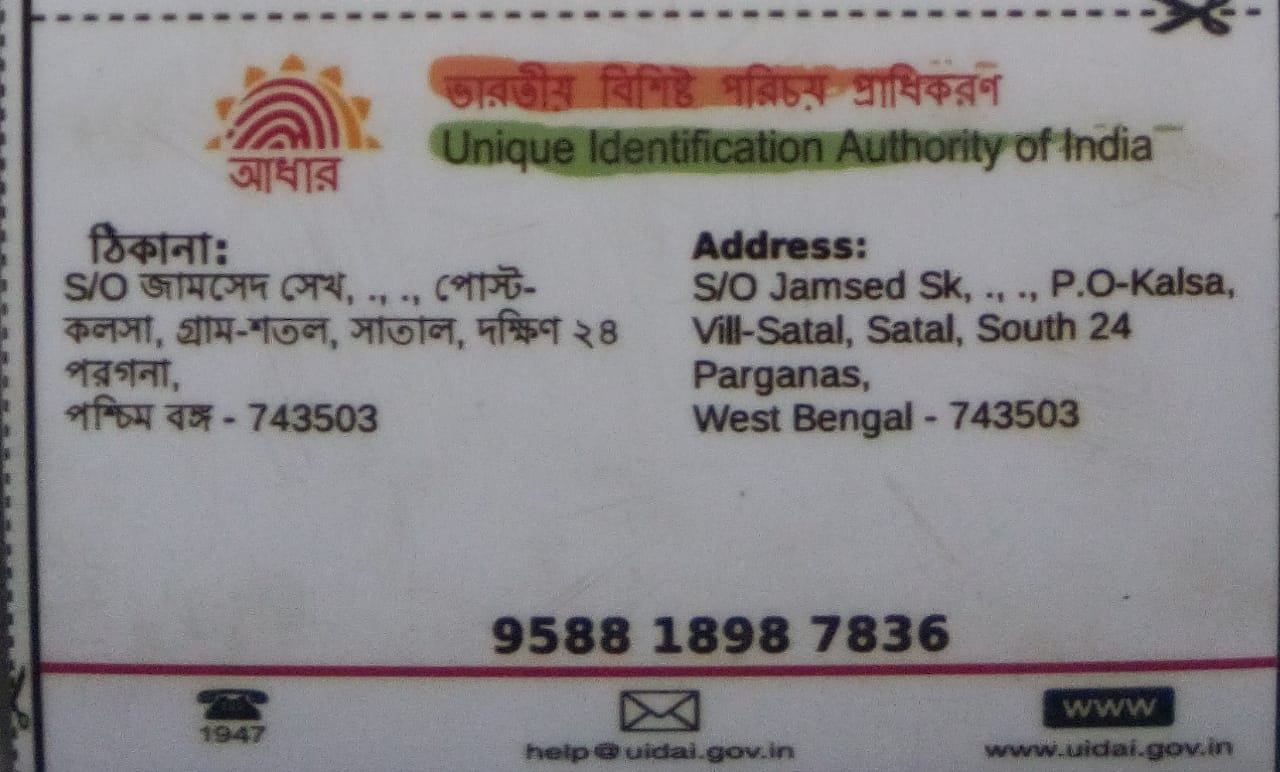 ভারতীয় বিশিষ্ট পরিচয় প্রাধিকরণ
Unique Identification Authority of India
আধার
ঠিকানা:
S/O জামসেদ সেখ, ., ., পোস্ট-
কলসা, গ্রাম-শতল, সাতাল, দক্ষিণ ২৪
পরগনা,
পশ্চিম বঙ্গ - 743503
Address:
S/O Jamsed Sk, ., ., P.O-Kalsa,
Vill-Satal, Satal, South 24
Parganas,
West Bengal - 743503
9588 1898 7836
1947
help@uidai.gov.in
www
www.uidai.gov.in